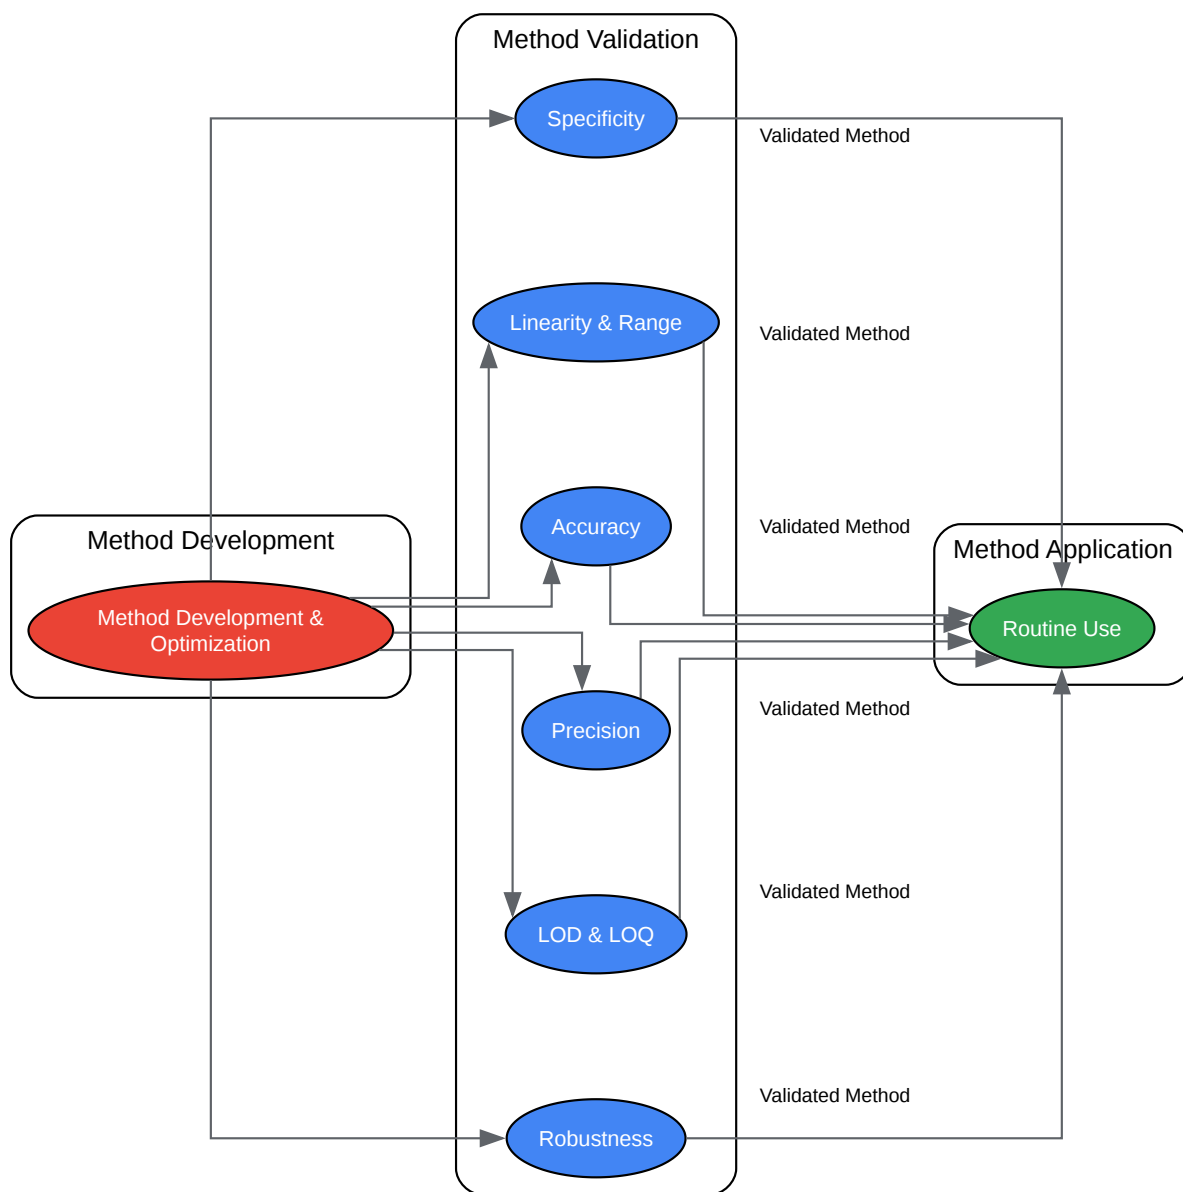 Method Validation
Specificity
Validated Method
Linearity & Range
Validated Method
Accuracy
Validated Method
Method Development
Method Application
Method Development &
Optimization
Routine Use
Validated Method
Precision
Validated Method
LOD & LOQ
Validated Method
Robustness